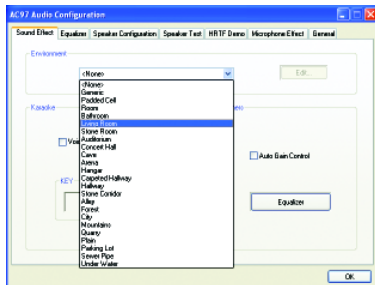 AC97 Audio Configuration
Sound Effect Equalizer Speaker Configuration Speaker Test HRTF Demo Microphone Effect General
Environment
<None> Edit...
<None>
Generic
Padded Cell
Room
Bathroom
Living Room
Stone Room
Auditorium
Concert Hall
Cave
Arena
Hangar
Carpeted Hallway
Hallway
Stone Corridor
Alley
Forest
City
Mountains
Quarry
Plain
Parking Lot
Sewer Pipe
Under Water
Karaoke
Auto Gain Control
KEY
Equalizer
OK